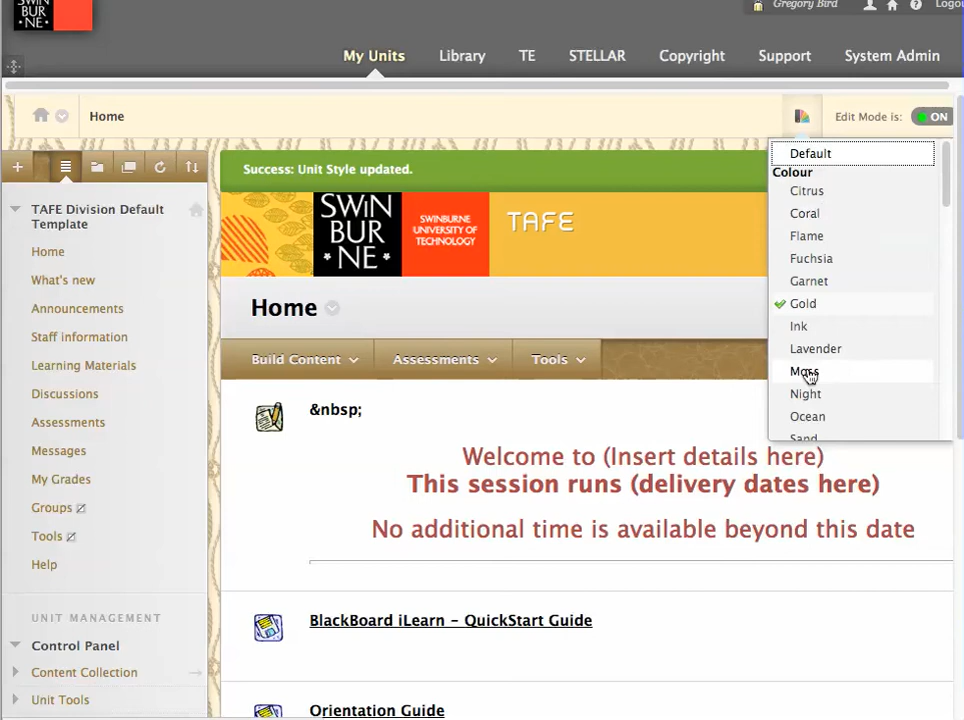 SWIN
BUR
NE
Gregory Bird
Logou
My Units
Library
TE
STELLAR
Copyright
Support
System Admin
Home
Edit Mode is:
ON
Success: Unit Style updated.
TAFE Division Default
Template
Home
What's new
Announcements
Staff information
Learning Materials
Discussions
Assessments
Messages
My Grades
Groups
Tools
Help
UNIT MANAGEMENT
Control Panel
Content Collection
Unit Tools
SWIN
BUR
NE
SWINBURNE
UNIVERSITY OF
TECHNOLOGY
TAFE
Home
Build Content
Assessments
Tools
&nbsp;
Welcome to (Insert details here)
This session runs (delivery dates here)
No additional time is available beyond this date
BlackBoard iLearn – QuickStart Guide
Orientation Guide
Default
Colour
Citrus
Coral
Flame
Fuchsia
Garnet
Gold
Ink
Lavender
Moss
Night
Ocean
Sand